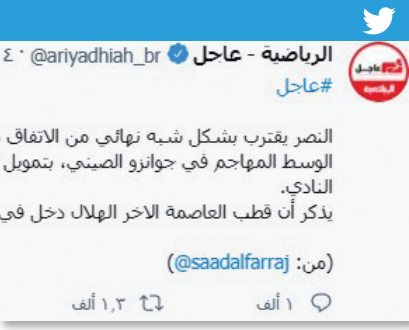 الرياضية - عاجل @ariyadhiah_br · ٤
#عاجل
النصر يقترب بشكل شبه نهائي من الاتفاق
الوسط المهاجم في جوانزو الصيني، بتمويل
النادي.
يذكر أن قطب العاصمة الاخر الهلال دخل في
(من: @saadalfarraj)
١ ألف
١,٣ ألف
عاجل
الرياضية